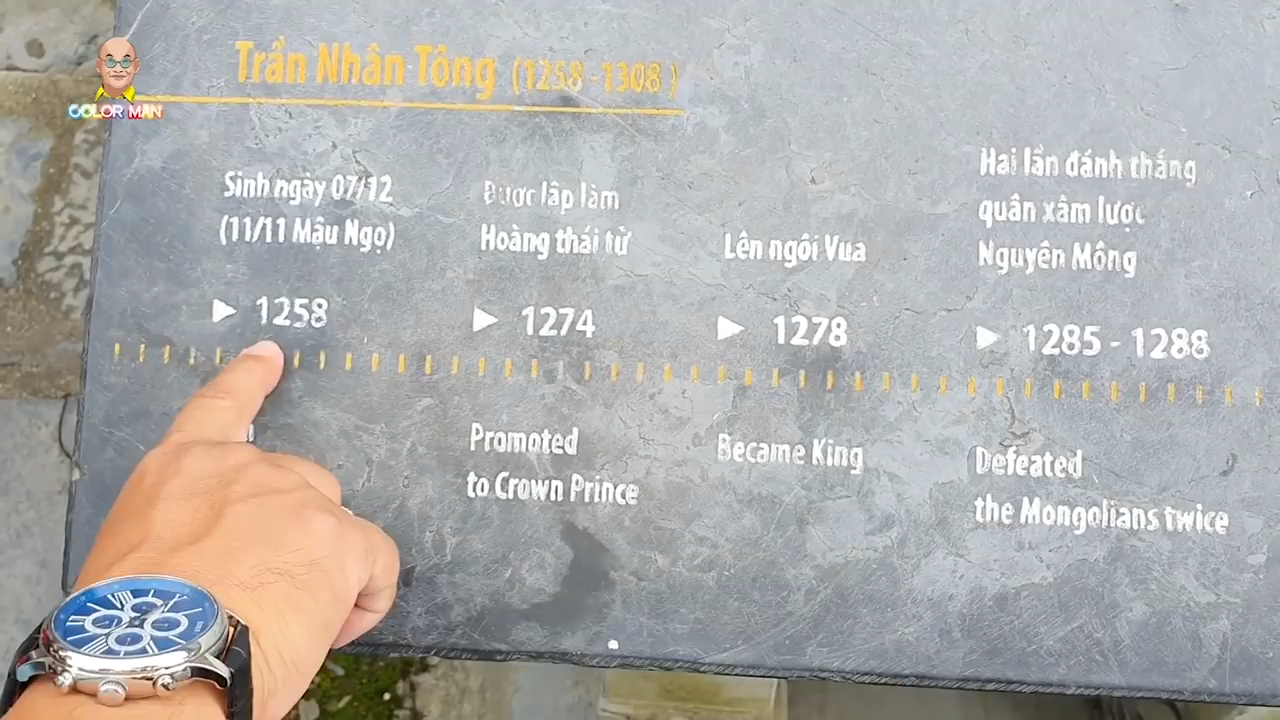 COLOR MAN
Trần Nhân Tông (1258 - 1308)
Sinh ngày 07/12
(11/11 Mậu Ngọ)
▶ 1258
Được lập làm
Hoàng thái tử
▶ 1274
Promoted
to Crown Prince
Lên ngôi Vua
▶ 1278
Became King
Hai lần đánh thắng
quân xâm lược
Nguyên Mông
▶ 1285 - 1288
Defeated
the Mongolians twice